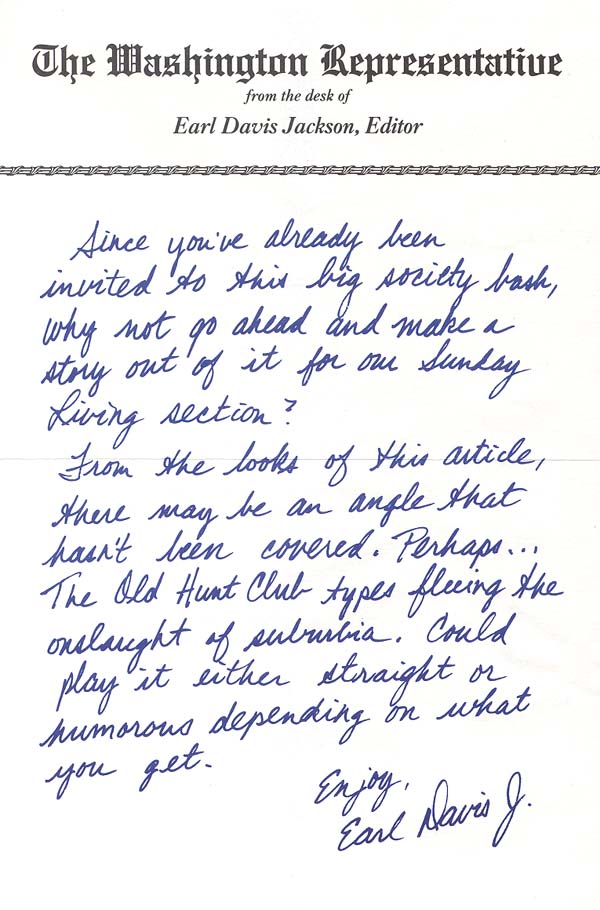 The Washington Representative
from the desk of
Earl Davis Jackson, Editor
Since you've already been
invited to this big society bash,
why not go ahead and make a
story out of it for our Sunday
Living section?
From the looks of this article,
there may be an angle that
hasn't been covered. Perhaps...
The Old Hunt Club types fleeing the
onslaught of suburbia. Could
play it either straight or
humorous depending on what
you get.
Enjoy,
Earl Davis J.